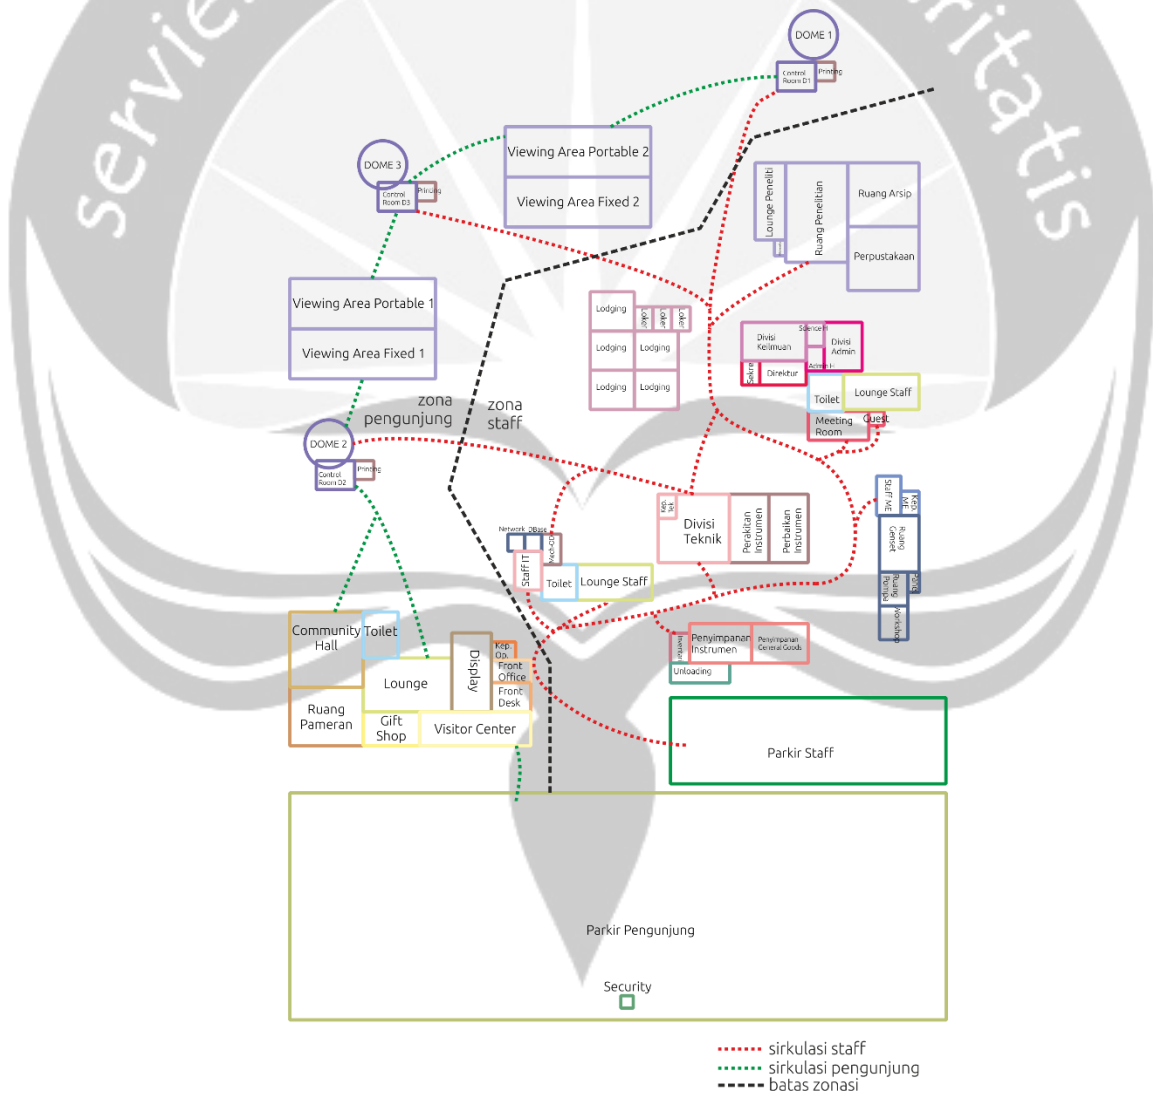 servien
ritatis
DOME 1
Control
Room D1
Printing
Viewing Area Portable 2
Viewing Area Fixed 2
DOME 3
Control
Room D3
Printing
Lounge Peneliti
Ruang Penelitian
Ruang Arsip
Perpustakaan
Viewing Area Portable 1
Viewing Area Fixed 1
Lodging
Loker
Loker
Loker
Lodging
Lodging
Lodging
Lodging
Divisi
Keilmuan
Science H
Divisi
Admin
Admin H
Sekre
Direktur
Toilet
Lounge Staff
Meeting
Room
Guest
zona
pengunjung
zona
staff
DOME 2
Control
Room D2
Printing
Kep.
Tek
Divisi
Teknik
Perakitan
Instrumen
Perbaikan
Instrumen
Staff ME
Kep.
ME
Ruang
Genset
Ruang
Pompa
Workshop
Network
DBase
Staff IT
Toilet
Lounge Staff
Community
Hall
Toilet
Lounge
Display
Kep.
Op.
Front
Office
Front
Desk
Ruang
Pameran
Gift
Shop
Visitor Center
Penyimpanan
Instrumen
Penyimpanan
General Goods
Unloading
Parkir Staff
Parkir Pengunjung
Security
sirkulasi staff
sirkulasi pengunjung
batas zonasi